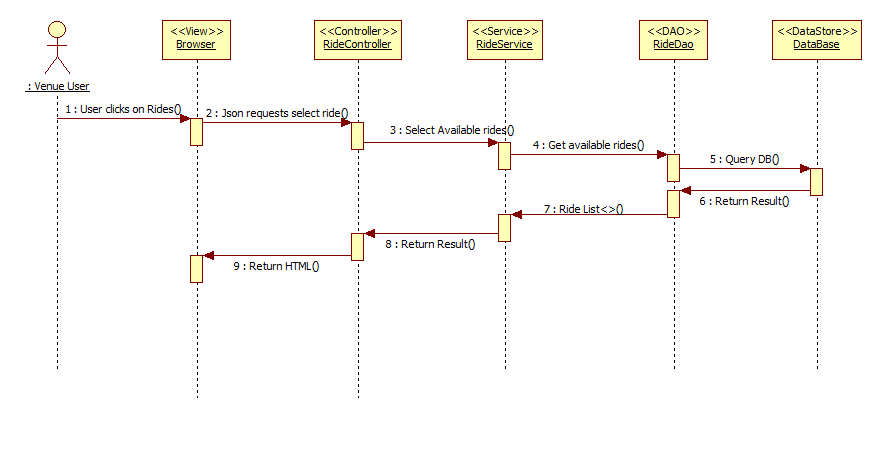 <<View>>
Browser
<<Controller>>
RideController
<<Service>>
RideService
<<DAO>>
RideDao
<<DataStore>>
DataBase
: Venue User
1 : User clicks on Rides()
2 : Json requests select ride()
3 : Select Available rides()
4 : Get available rides()
5 : Query DB()
6 : Return Result()
7 : Ride List<>()
8 : Return Result()
9 : Return HTML()